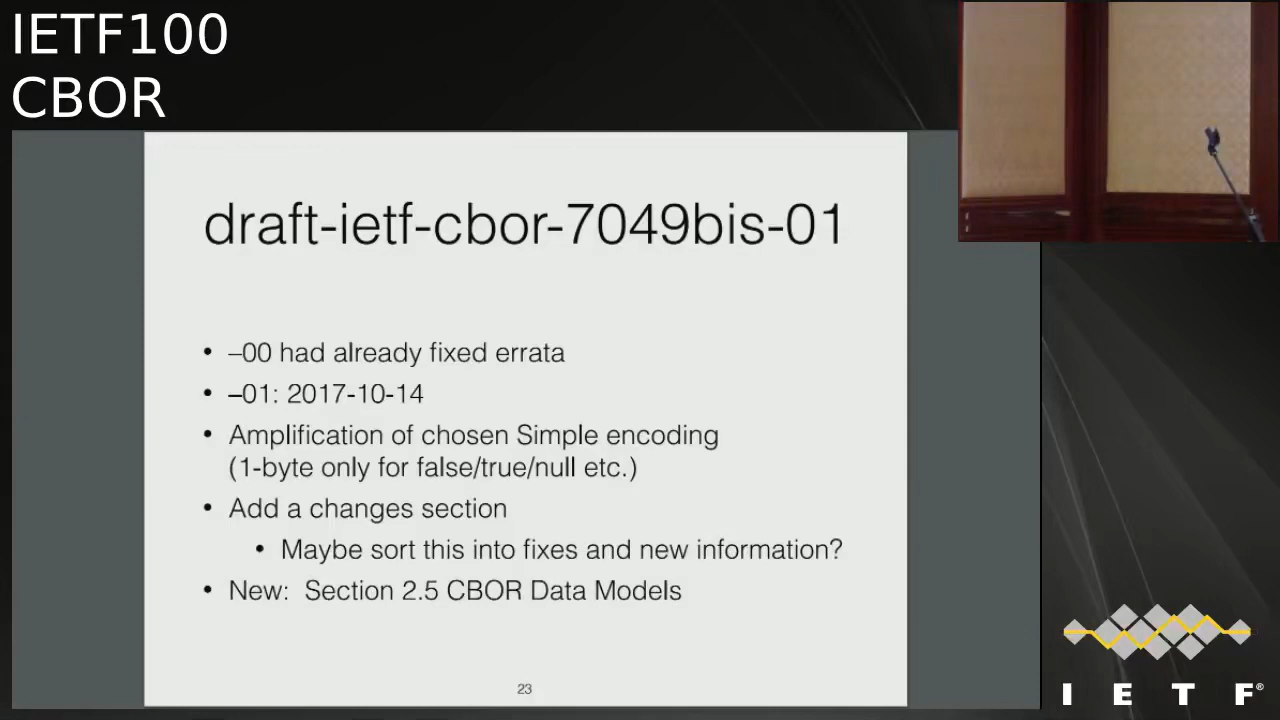 IETF100
CBOR
draft-ietf-cbor-7049bis-01
• –00 had already fixed errata
• –01: 2017-10-14
• Amplification of chosen Simple encoding
(1-byte only for false/true/null etc.)
• Add a changes section
• Maybe sort this into fixes and new information?
• New:  Section 2.5 CBOR Data Models
23
I E T F®